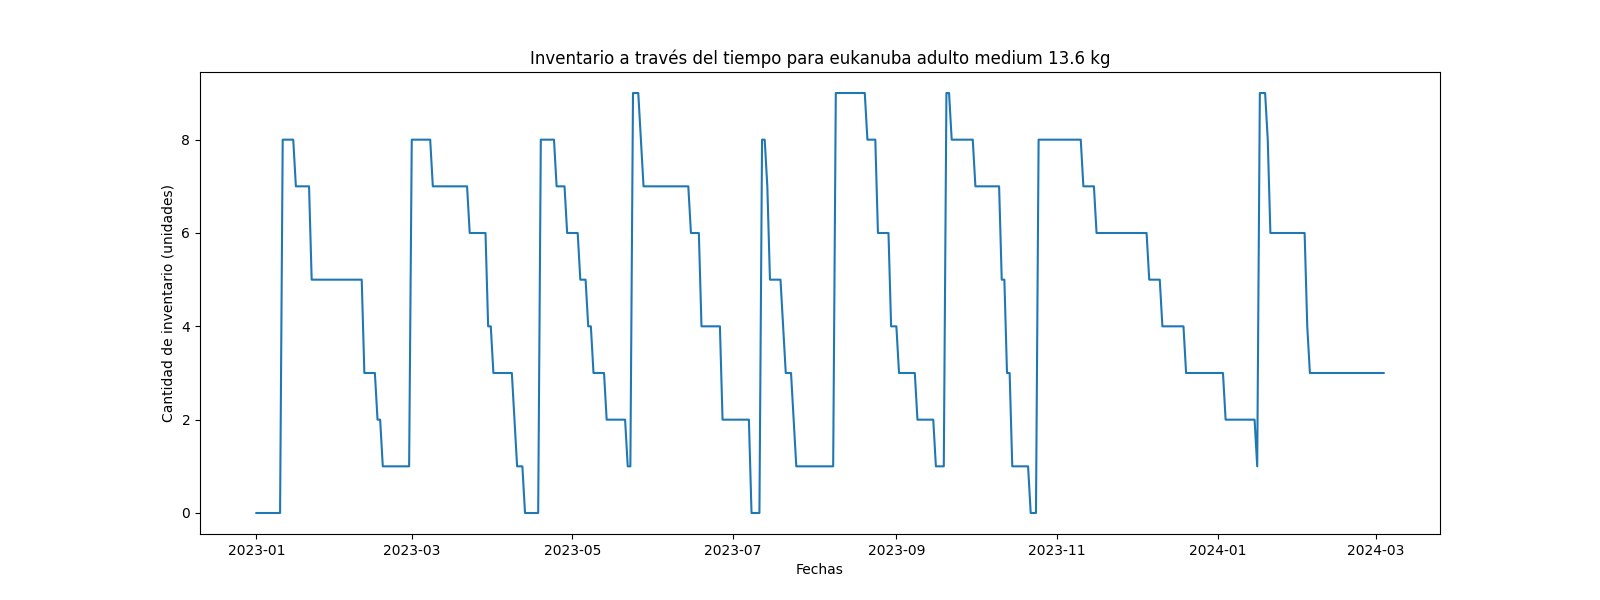 Inventario a través del tiempo para eukanuba adulto medium 13.6 kg
Cantidad de inventario (unidades)
8
6
4
2
0
2023-01 2023-03 2023-05 2023-07 2023-09 2023-11 2024-01 2024-03
Fechas